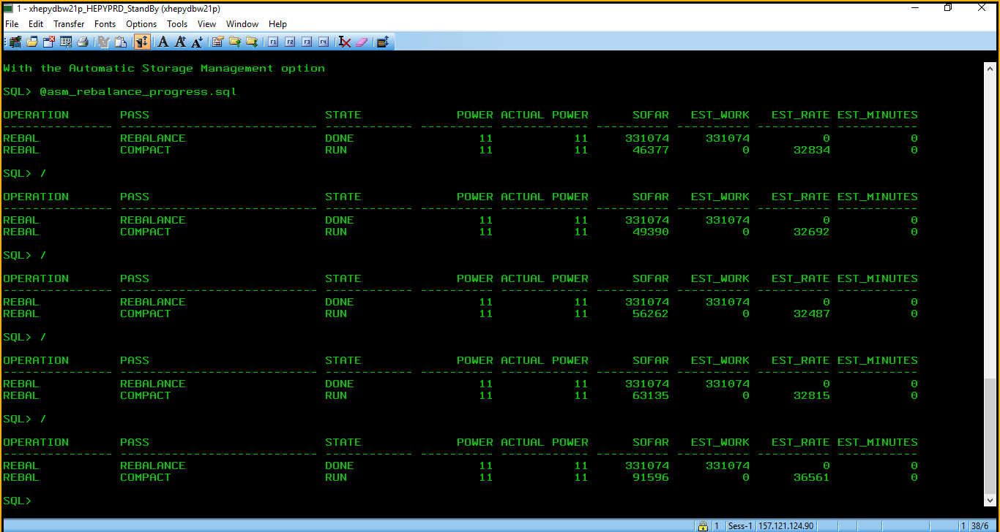 1 - xhepydbw21p_HEPYPRD_StandBy (xhepydbw21p)
File Edit Transfer Fonts Options Tools View Window Help
A A A F1 F2 F3 F4
With the Automatic Storage Management option
SQL> @asm_rebalance_progress.sql
OPERATION PASS STATE POWER ACTUAL POWER SOFAR EST_WORK EST_RATE EST_MINUTES
--------------- --------------------------- --------------- ---------- ------------ ---------- ---------- ---------- -----------
REBAL REBALANCE DONE 11 11 331074 331074 0 0
REBAL COMPACT RUN 11 11 46377 0 32834 0
SQL> /
OPERATION PASS STATE POWER ACTUAL POWER SOFAR EST_WORK EST_RATE EST_MINUTES
--------------- --------------------------- --------------- ---------- ------------ ---------- ---------- ---------- -----------
REBAL REBALANCE DONE 11 11 331074 331074 0 0
REBAL COMPACT RUN 11 11 49390 0 32692 0
SQL> /
OPERATION PASS STATE POWER ACTUAL POWER SOFAR EST_WORK EST_RATE EST_MINUTES
--------------- --------------------------- --------------- ---------- ------------ ---------- ---------- ---------- -----------
REBAL REBALANCE DONE 11 11 331074 331074 0 0
REBAL COMPACT RUN 11 11 56262 0 32487 0
SQL> /
OPERATION PASS STATE POWER ACTUAL POWER SOFAR EST_WORK EST_RATE EST_MINUTES
--------------- --------------------------- --------------- ---------- ------------ ---------- ---------- ---------- -----------
REBAL REBALANCE DONE 11 11 331074 331074 0 0
REBAL COMPACT RUN 11 11 63135 0 32815 0
SQL> /
OPERATION PASS STATE POWER ACTUAL POWER SOFAR EST_WORK EST_RATE EST_MINUTES
--------------- --------------------------- --------------- ---------- ------------ ---------- ---------- ---------- -----------
REBAL REBALANCE DONE 11 11 331074 331074 0 0
REBAL COMPACT RUN 11 11 91596 0 36561 0
SQL>
1 Sess-1 157.121.124.90 1 38/6